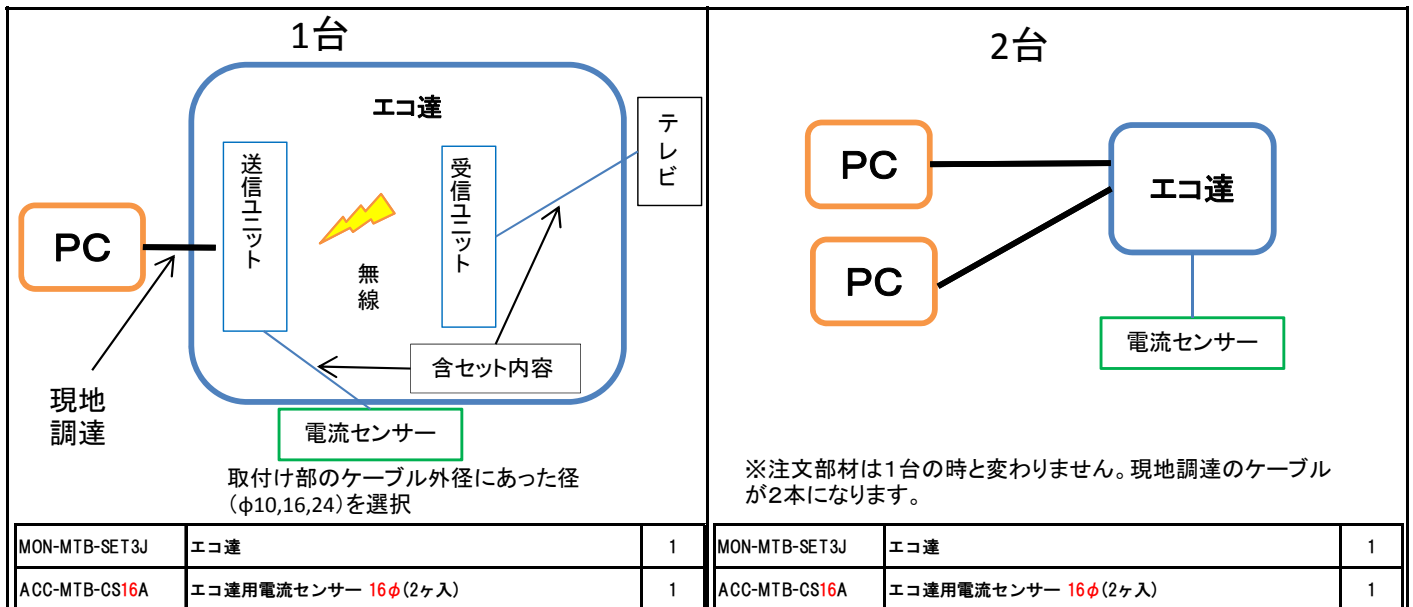 1台
エコ達
送信ユニット
受信ユニット
テレビ
PC
無線
含セット内容
現地
調達
電流センサー
取付け部のケーブル外径にあった径
(φ10,16,24)を選択
MON-MTB-SET3J エコ達 1
ACC-MTB-CS16A エコ達用電流センサー 16φ(2ヶ入) 1
2台
PC
エコ達
PC
電流センサー
※注文部材は１台の時と変わりません。現地調達のケーブル
が２本になります。
MON-MTB-SET3J エコ達 1
ACC-MTB-CS16A エコ達用電流センサー 16φ(2ヶ入) 1